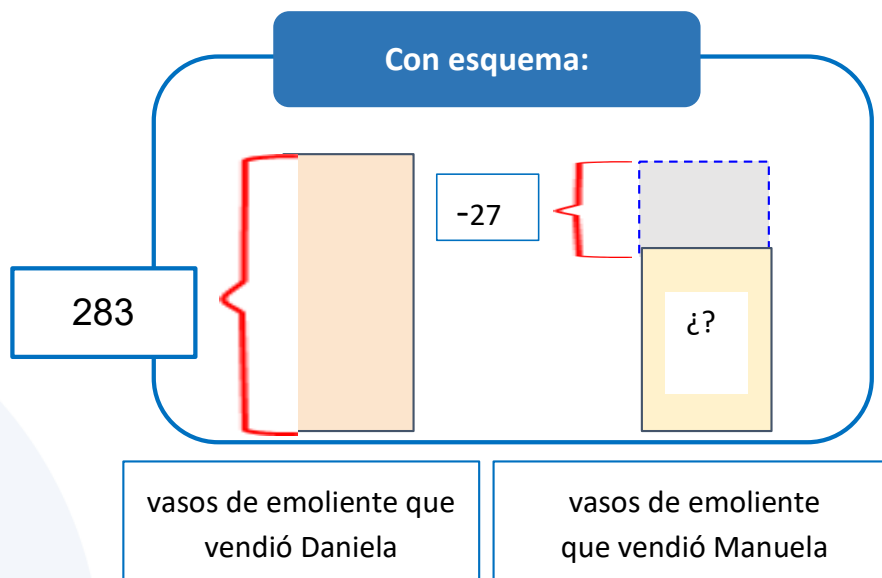 Con esquema:
-27
283
¿?
vasos de emoliente que
vendió Daniela
vasos de emoliente
que vendió Manuela